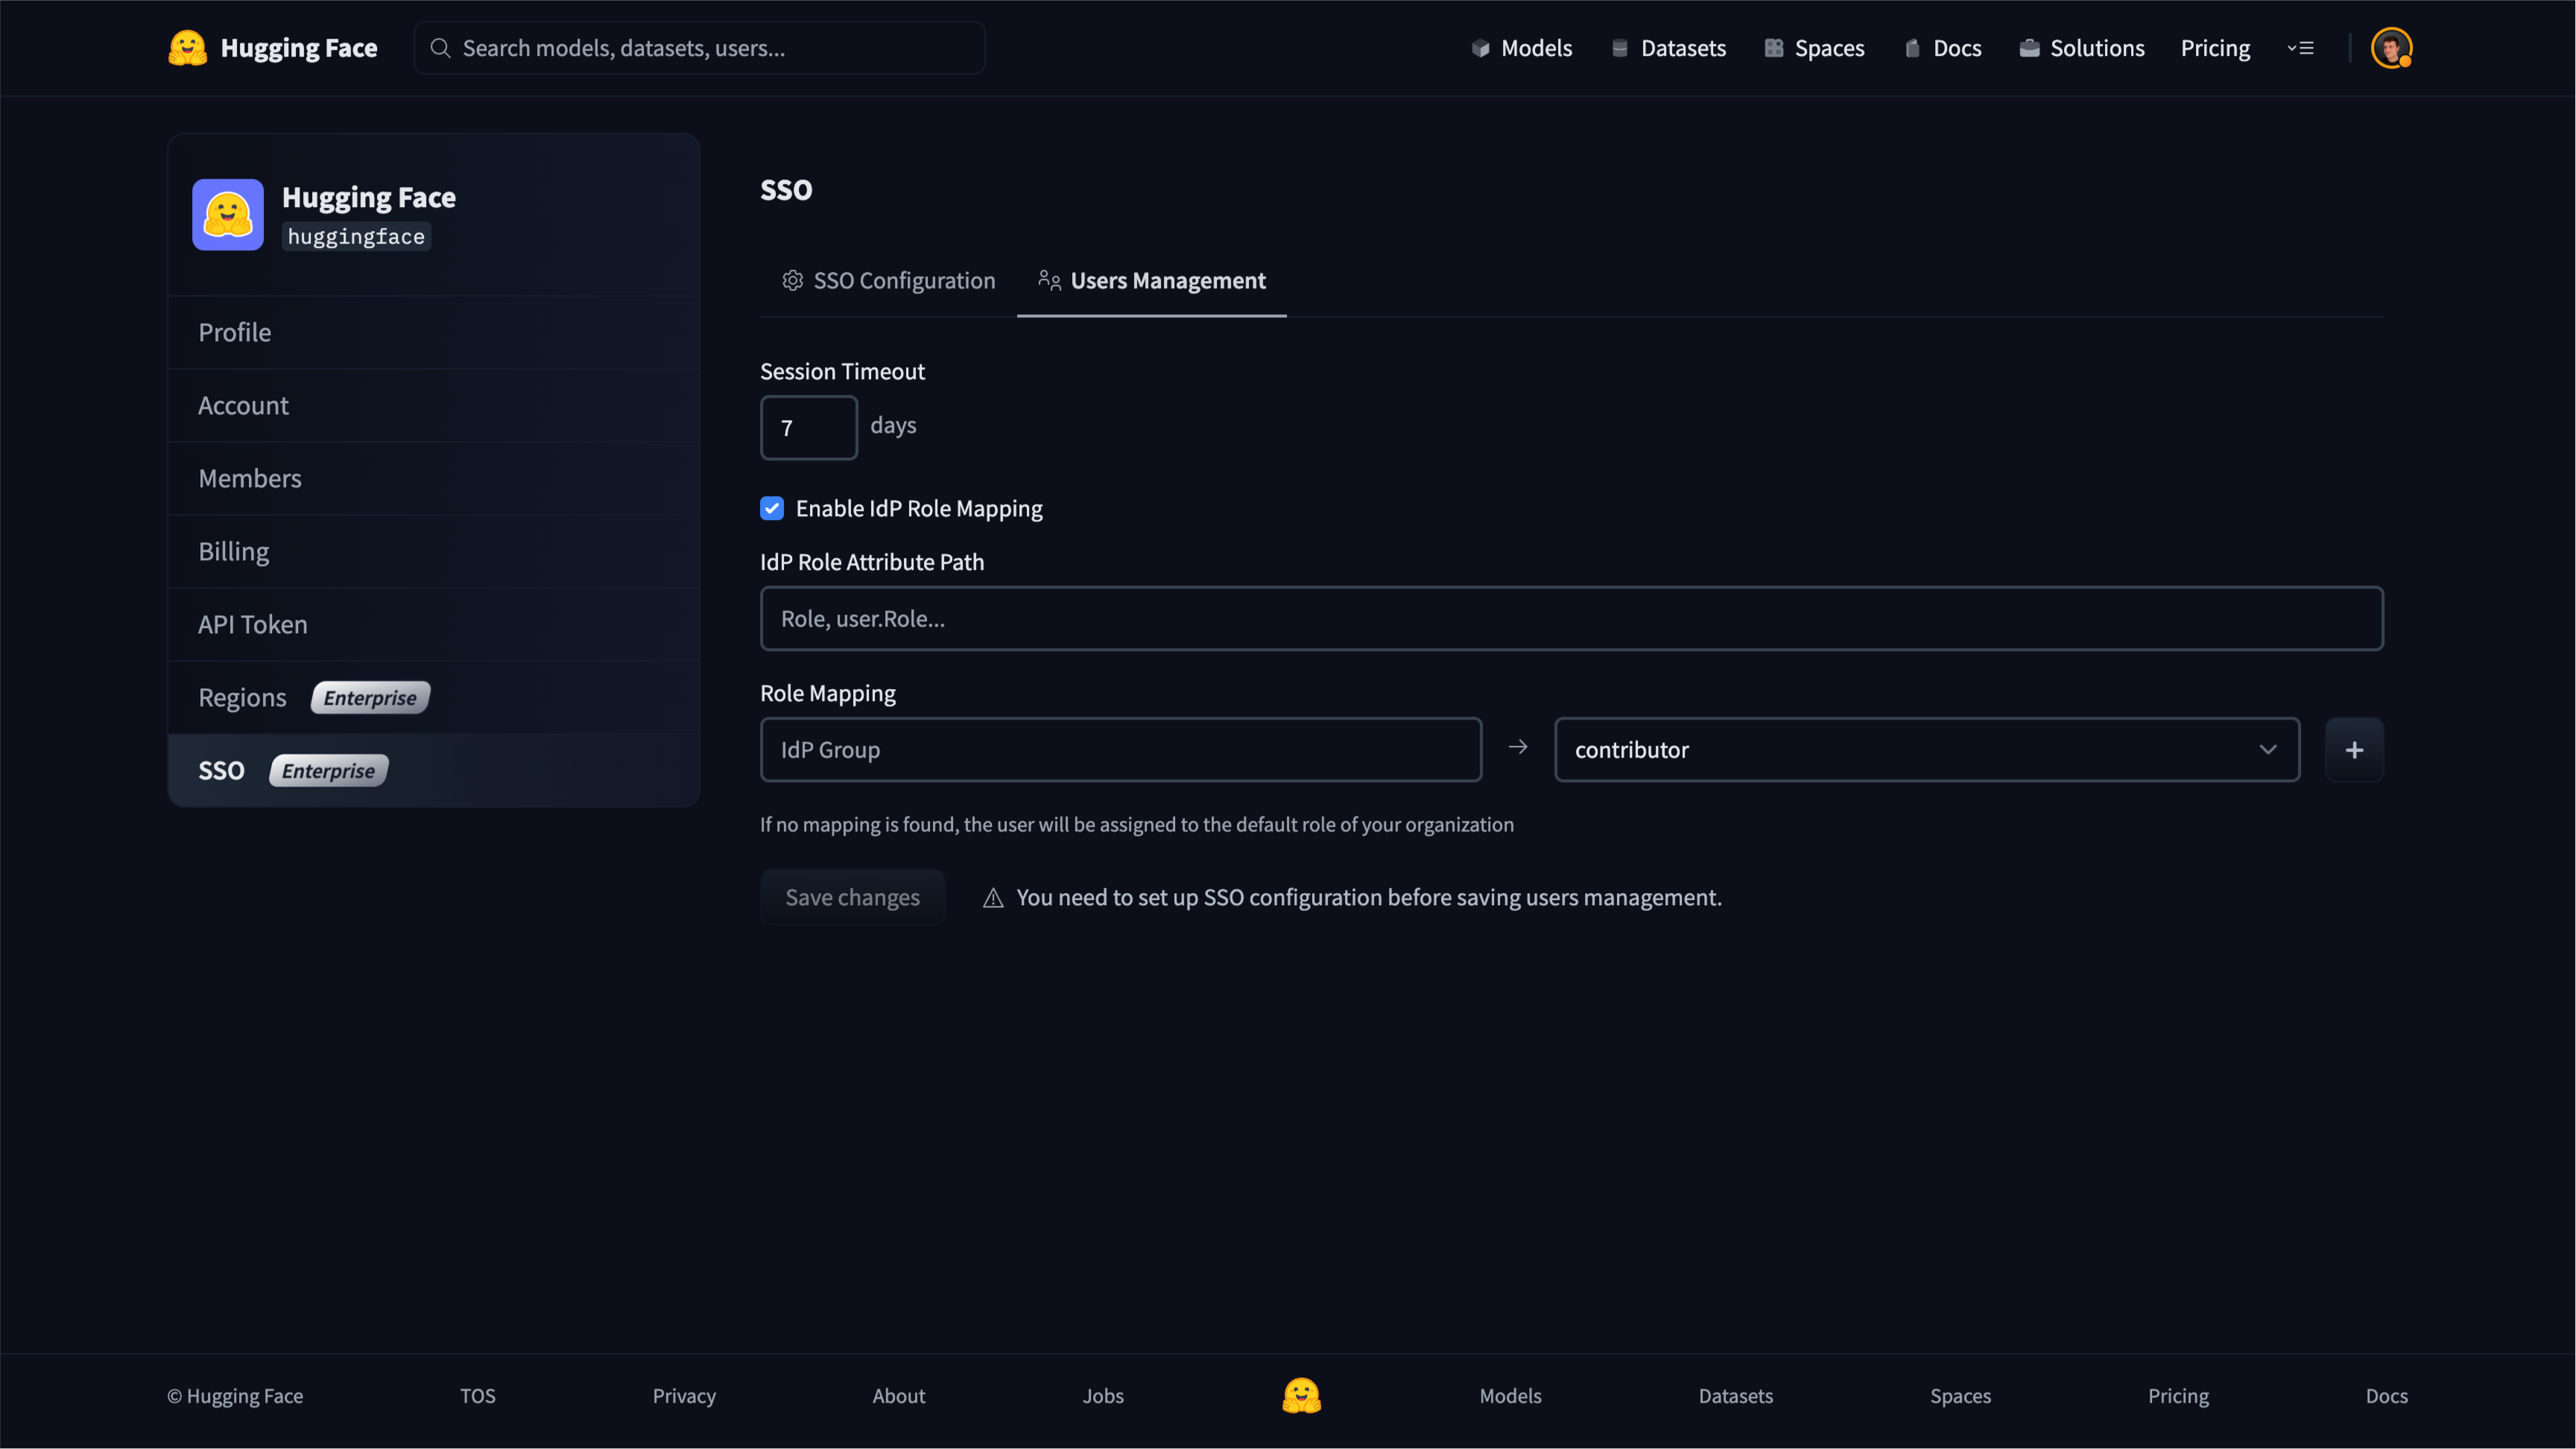 Hugging Face
Search models, datasets, users...
Models
Datasets
Spaces
Docs
Solutions
Pricing
Hugging Face
huggingface
Profile
Account
Members
Billing
API Token
Regions Enterprise
SSO Enterprise
SSO
SSO Configuration
Users Management
Session Timeout
7 days
Enable IdP Role Mapping
IdP Role Attribute Path
Role, user.Role...
Role Mapping
IdP Group → contributor +
If no mapping is found, the user will be assigned to the default role of your organization
Save changes
You need to set up SSO configuration before saving users management.
© Hugging Face
TOS
Privacy
About
Jobs
Models
Datasets
Spaces
Pricing
Docs